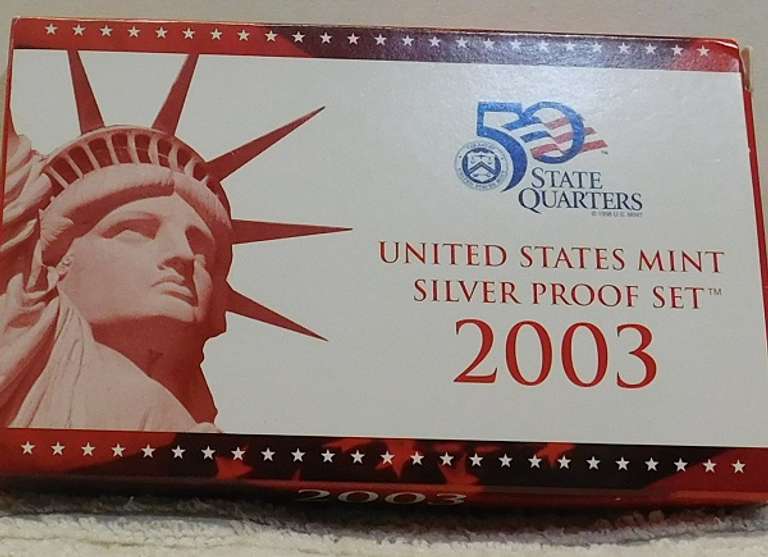 50
STATE
QUARTERS
© 1998 U.S. MINT
UNITED STATES MINT
SILVER PROOF SET™
2003
2003